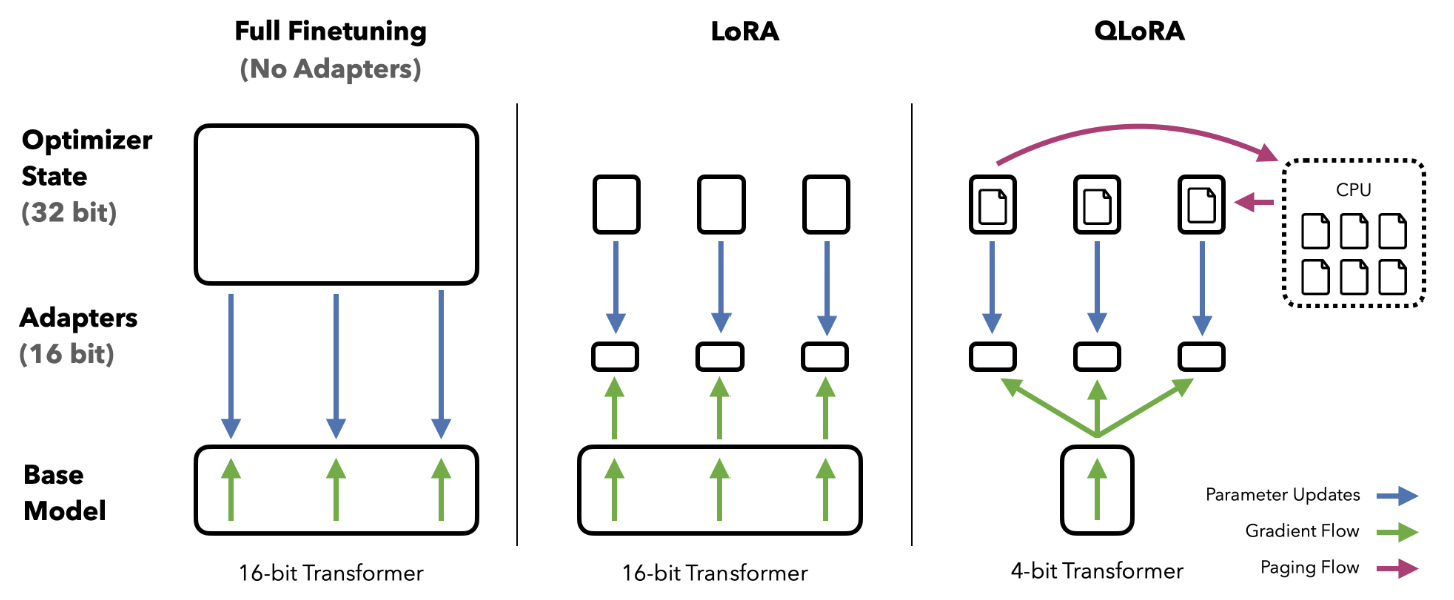 Full Finetuning
(No Adapters)
LoRA
QLoRA
Optimizer
State
(32 bit)
CPU
Adapters
(16 bit)
Base
Model
Parameter Updates
Gradient Flow
Paging Flow
16-bit Transformer
16-bit Transformer
4-bit Transformer